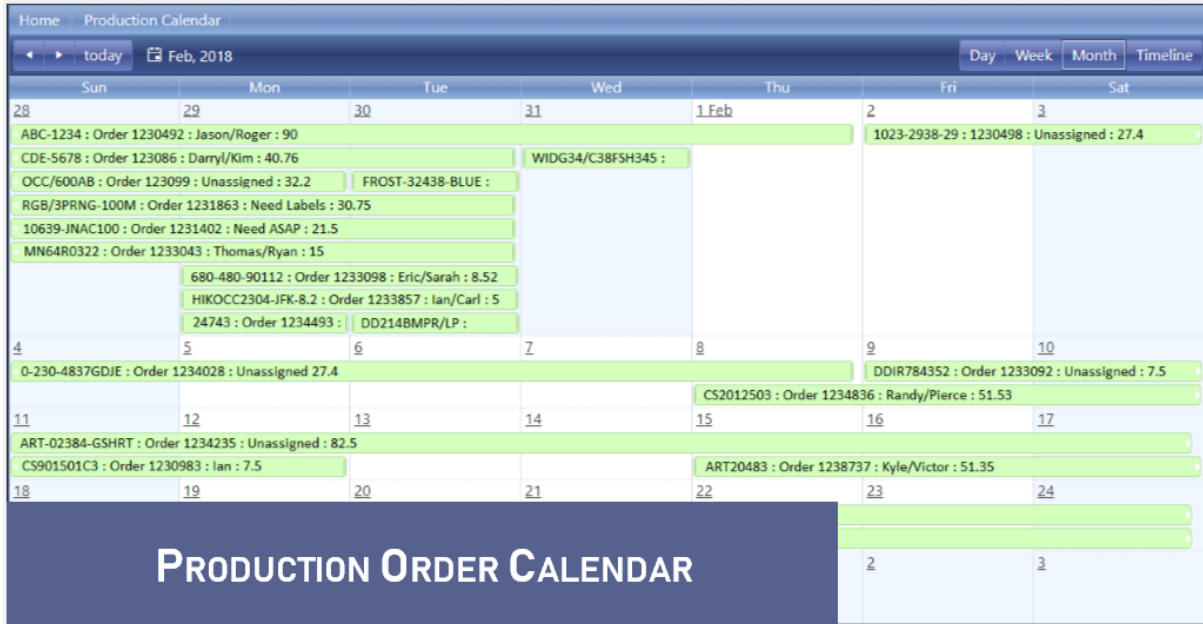 Home Production Calendar
today Feb, 2018 Day Week Month Timeline
Sun Mon Tue Wed Thu Fri Sat
28 29 30 31 1 Feb 2 3
ABC-1234 : Order 1230492 : Jason/Roger : 90 1023-2938-29 : 1230498 : Unassigned : 27.4
CDE-5678 : Order 123086 : Darryl/Kim : 40.76 WIDG34/C38FSH345 :
OCC/600AB : Order 123099 : Unassigned : 32.2 FROST-32438-BLUE :
RGB/3PRNG-100M : Order 1231863 : Need Labels : 30.75
10639-JNAC100 : Order 1231402 : Need ASAP : 21.5
MN64R0322 : Order 1233043 : Thomas/Ryan : 15
680-480-90112 : Order 1233098 : Eric/Sarah : 8.52
HIKOCC2304-JFK-8.2 : Order 1233857 : Ian/Carl : 5
24743 : Order 1234493 : DD214BMPR/LP :
4 5 6 7 8 9 10
0-230-4837GDJE : Order 1234028 : Unassigned 27.4 DDIR784352 : Order 1233092 : Unassigned : 7.5
CS2012503 : Order 1234836 : Randy/Pierce : 51.53
11 12 13 14 15 16 17
ART-02384-GSHRT : Order 1234235 : Unassigned : 82.5
CS901501C3 : Order 1230983 : Ian : 7.5 ART20483 : Order 1238737 : Kyle/Victor : 51.35
18 19 20 21 22 23 24
PRODUCTION ORDER CALENDAR
2 3